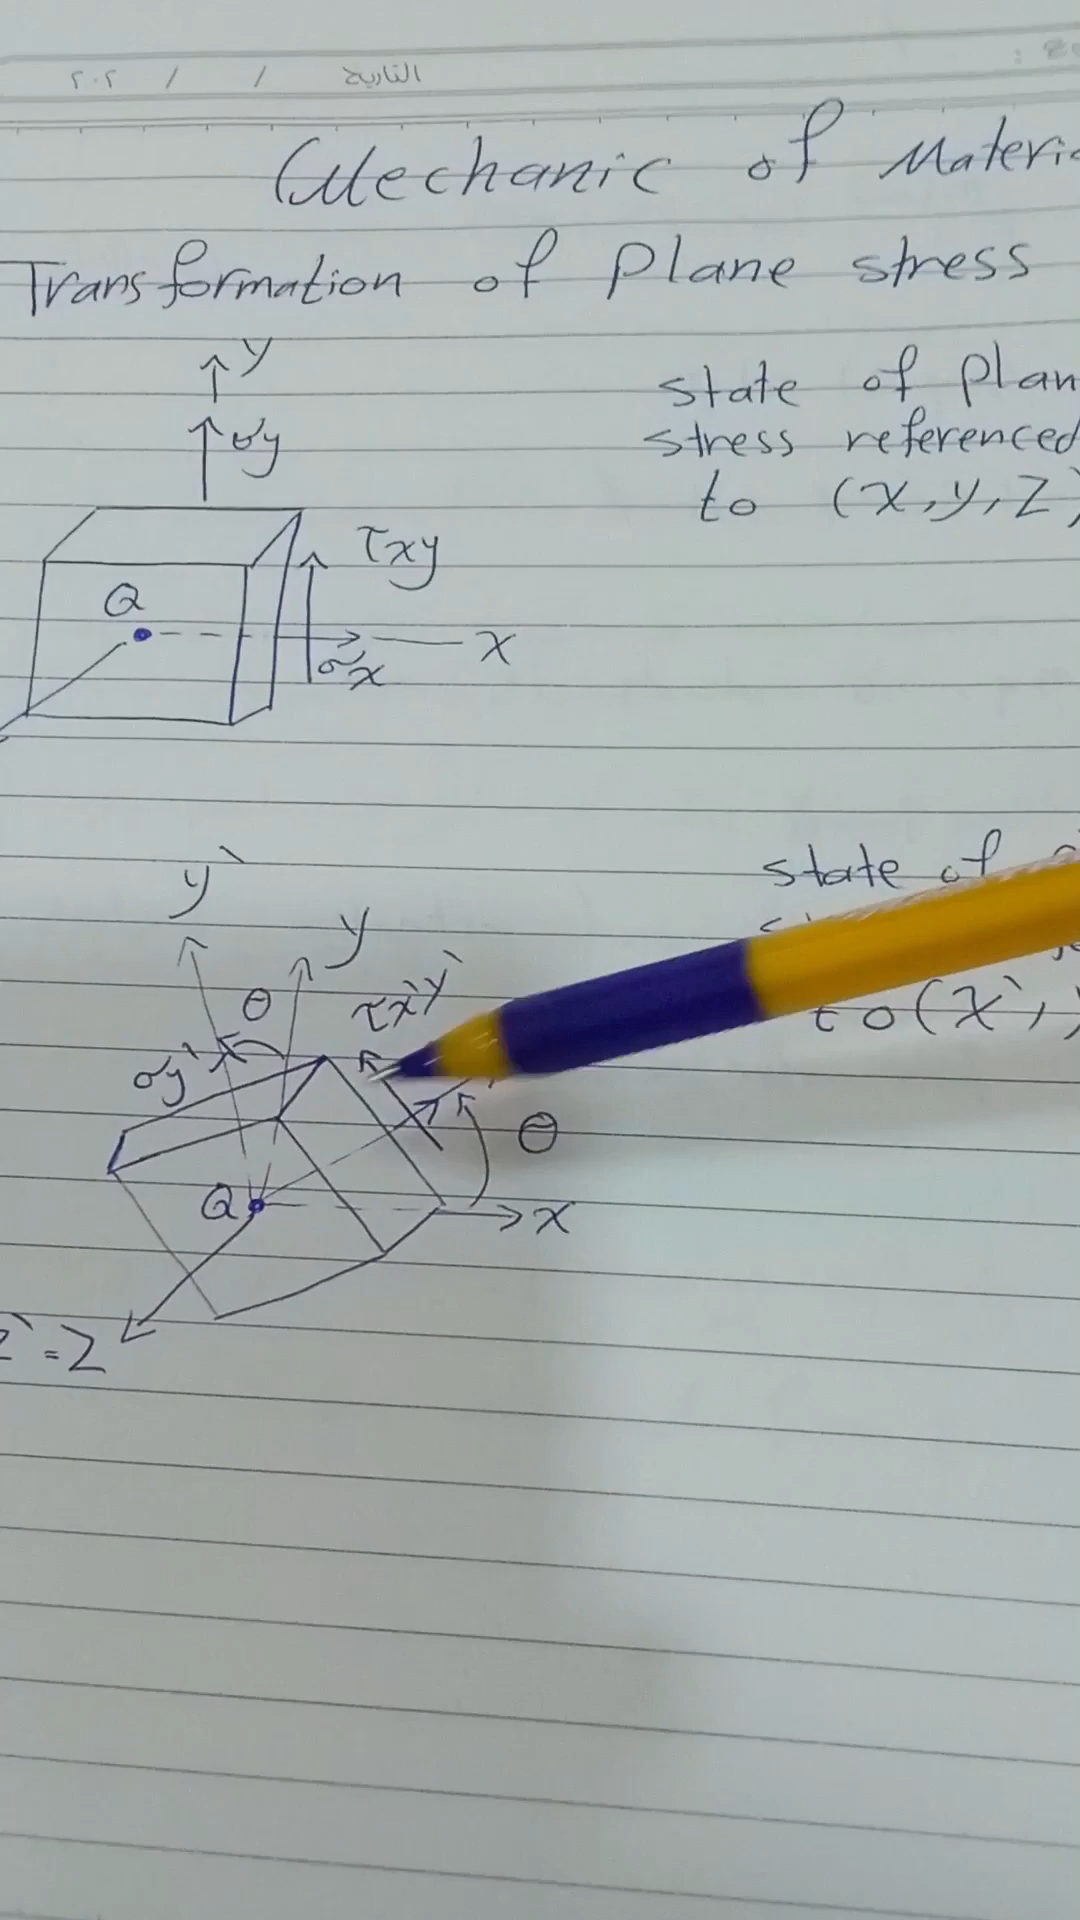 التاريخ / / ٢٠٢
Mechanic of Materi
Transformation of plane stress
y
σy
state of plan
stress referenced
to (x,y,z)
τxy
Q
x
σx
state of
y`
y
θ
τx`y`
to (x`,
σy`
θ
Q
x
z`=z